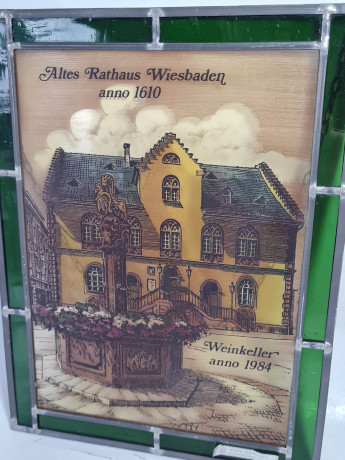 Altes Rathaus Wiesbaden
anno 1610
Weinkeller
anno 1984